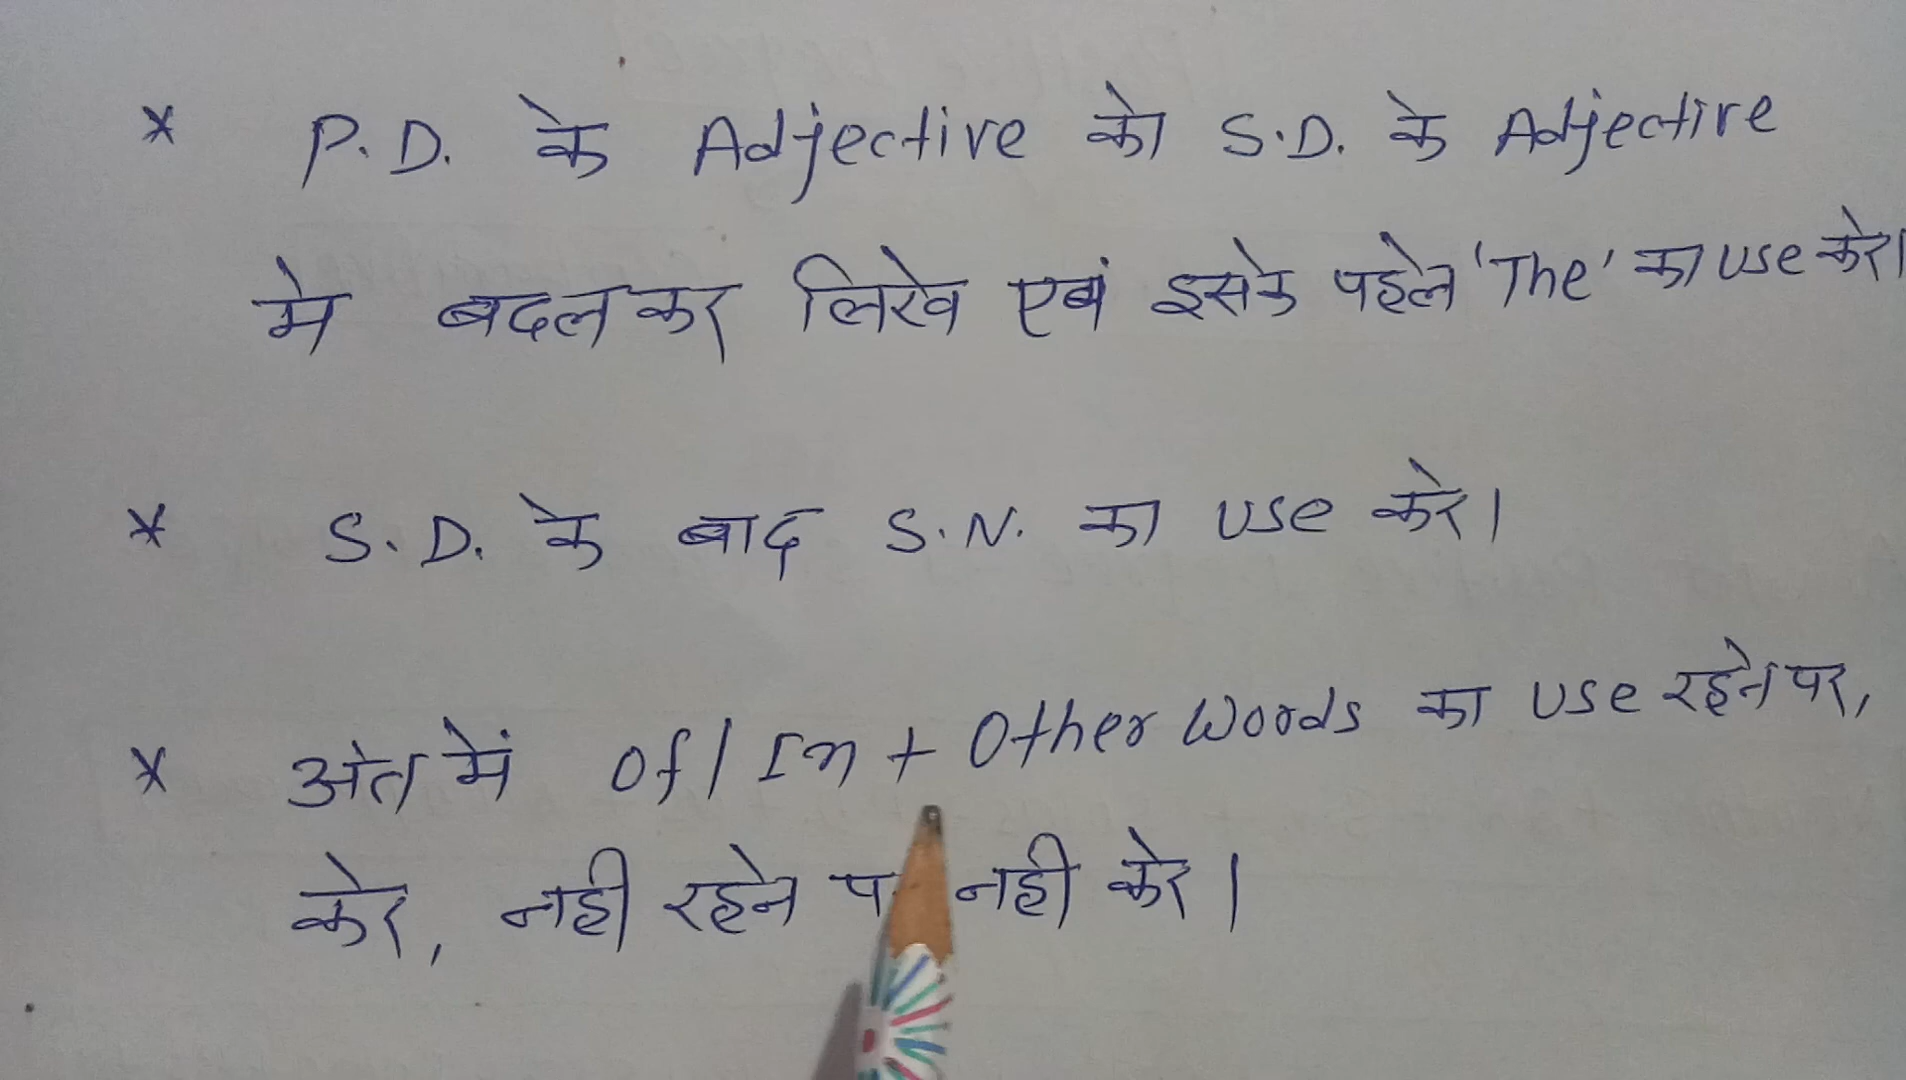 * P.D. के Adjective को S.D. के Adjective
मे बदलकर लिखे एवं इसके पहले 'The' का use करे।
* S.D. के बाद S.N. का use करे।
* अंत में of / In + Other Words का use रहने पर,
करे, नही रहने प नही करे।